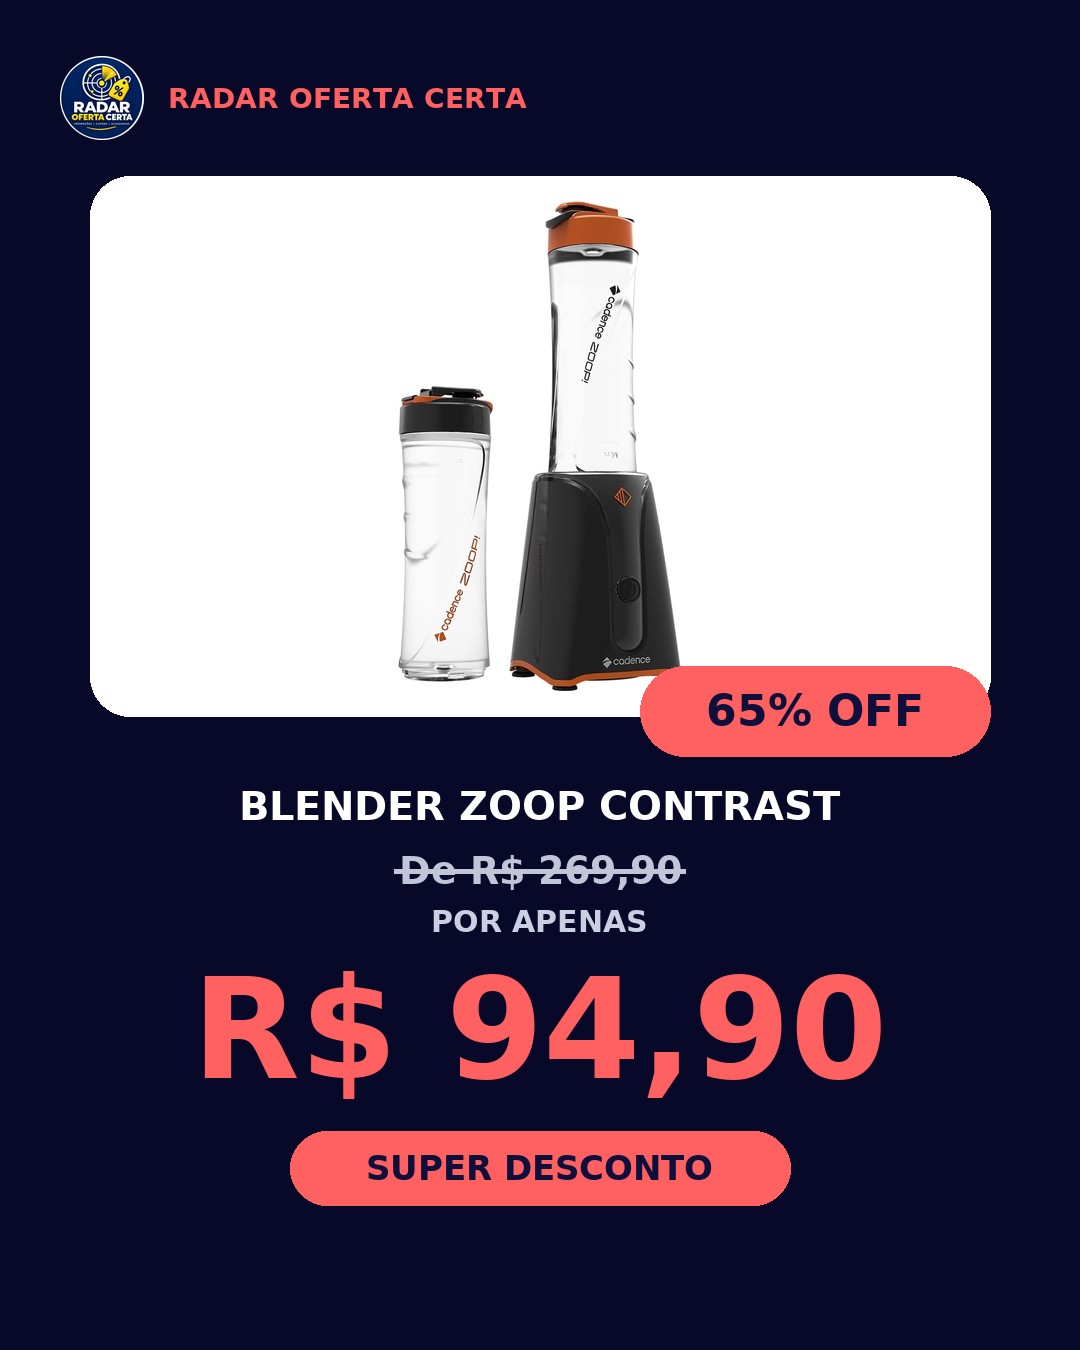 RADAR
OFERTA CERTA
RADAR OFERTA CERTA
cadence ZOOP!
cadence ZOOP!
cadence
65% OFF
BLENDER ZOOP CONTRAST
De R$ 269,90
POR APENAS
R$ 94,90
SUPER DESCONTO